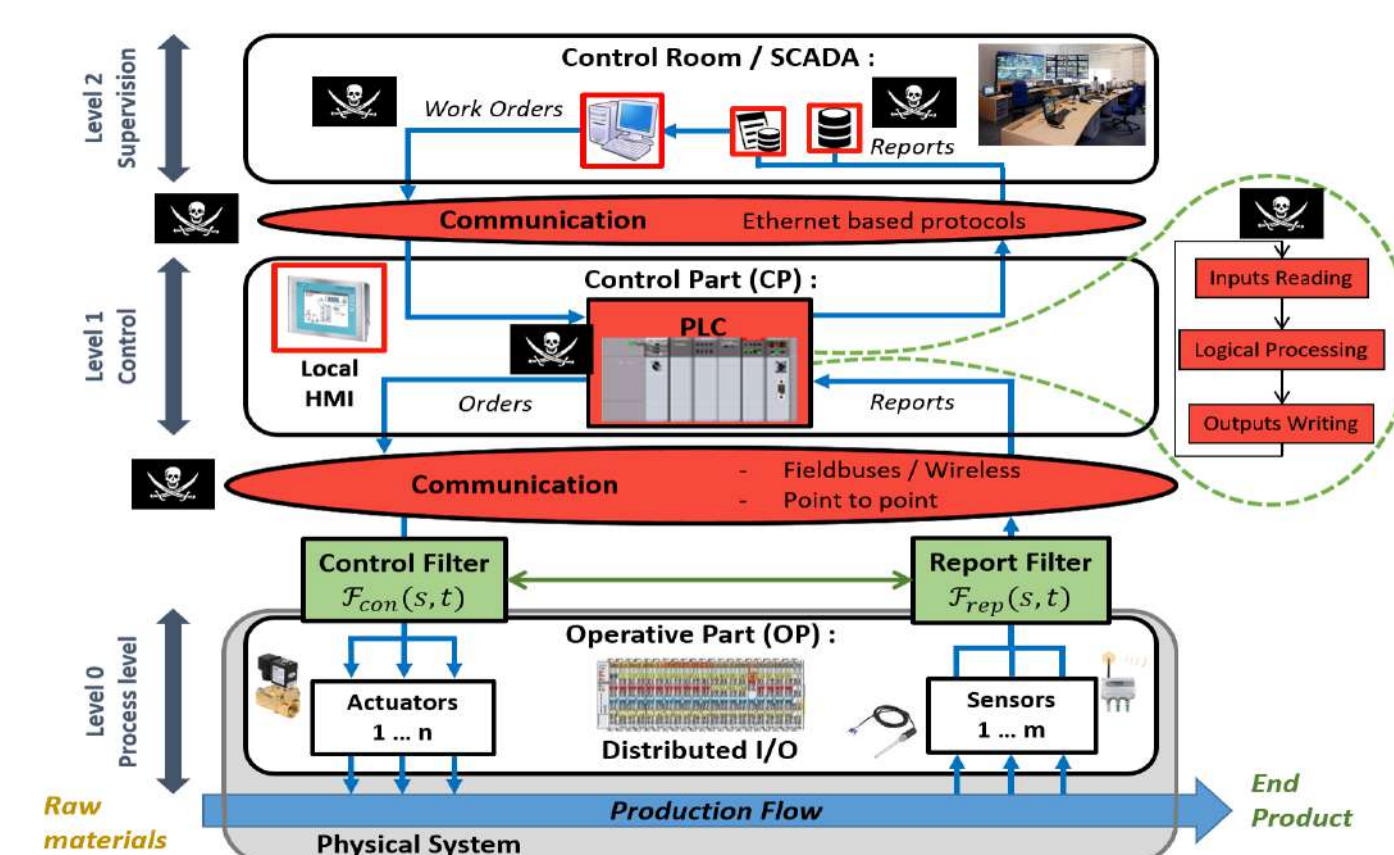 Level 2
Supervision
Control Room / SCADA :
Work Orders
Reports
Communication
Ethernet based protocols
Level 1
Control
Control Part (CP) :
PLC
Local
HMI
Orders
Reports
Inputs Reading
Logical Processing
Outputs Writing
Communication
- Fieldbuses / Wireless
- Point to point
Control Filter
ℱcon(s,t)
Report Filter
ℱrep(s,t)
Level 0
Process level
Operative Part (OP) :
Actuators
1 ... n
Distributed I/O
Sensors
1 ... m
Raw
materials
Production Flow
End
Product
Physical System